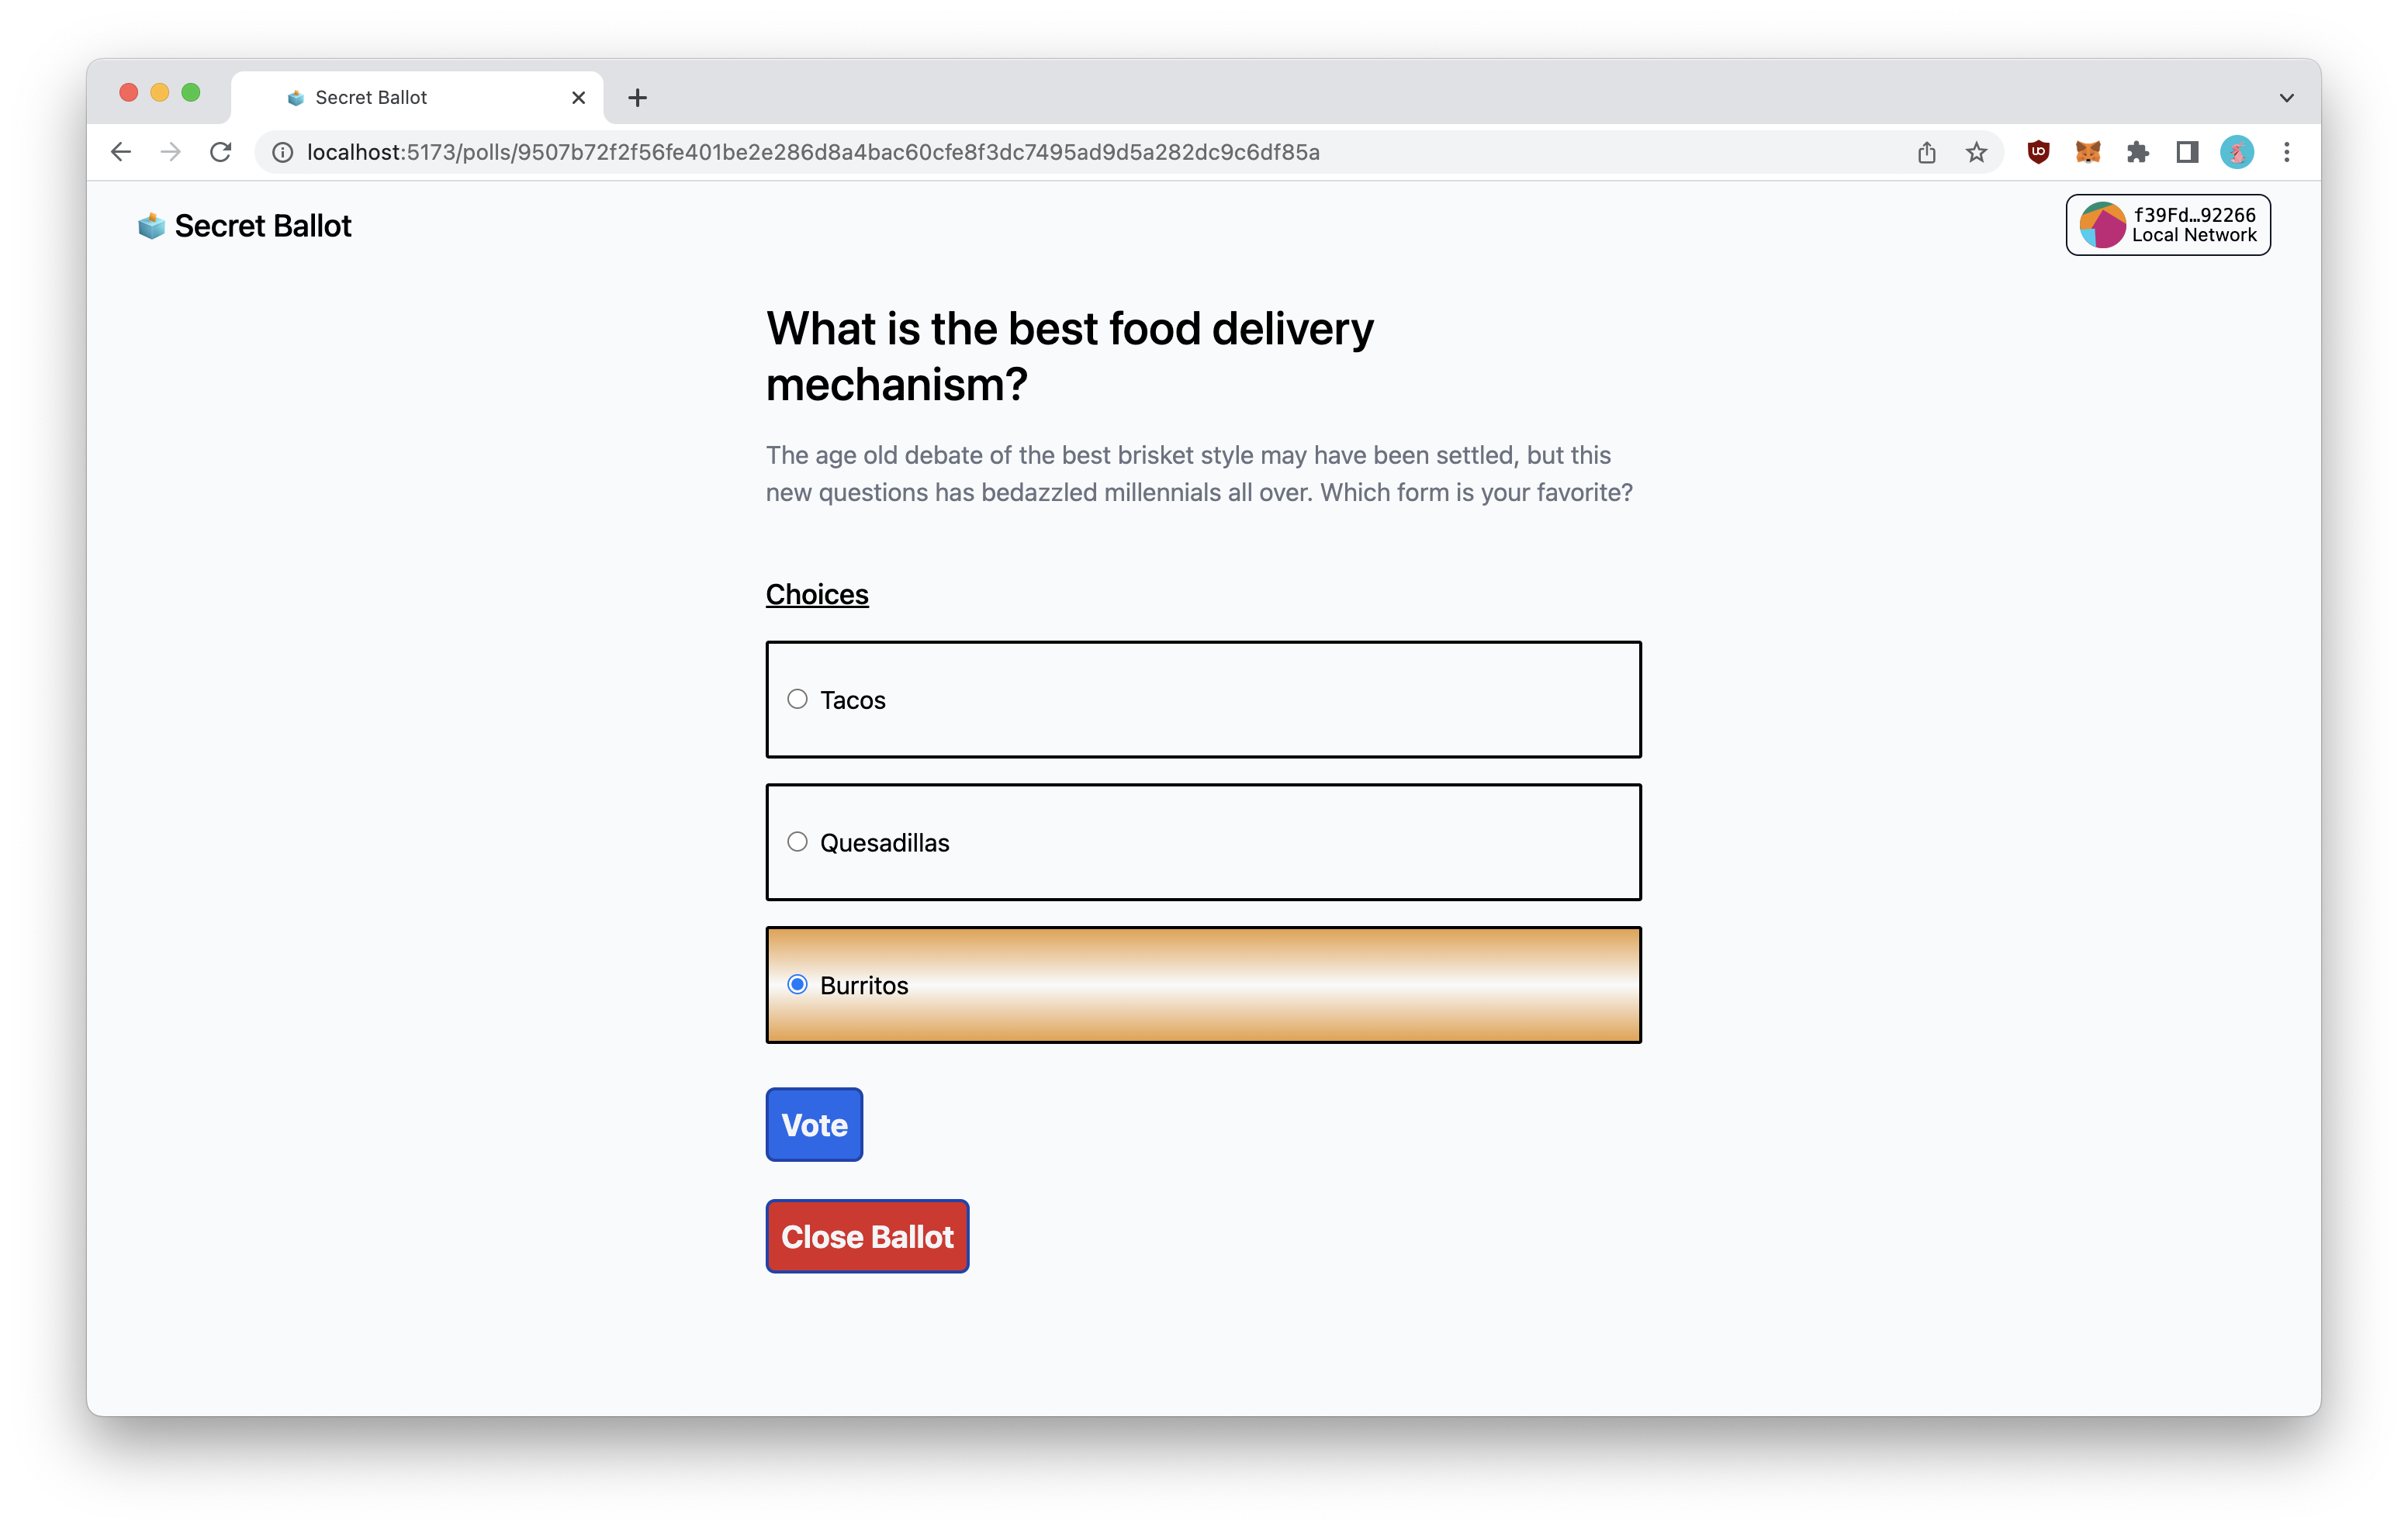 Secret Ballot
localhost:5173/polls/9507b72f2f56fe401be2e286d8a4bac60cfe8f3dc7495ad9d5a282dc9c6df85a
Secret Ballot
f39Fd…92266
Local Network
What is the best food delivery
mechanism?
The age old debate of the best brisket style may have been settled, but this
new questions has bedazzled millennials all over. Which form is your favorite?
Choices
Tacos
Quesadillas
Burritos
Vote
Close Ballot